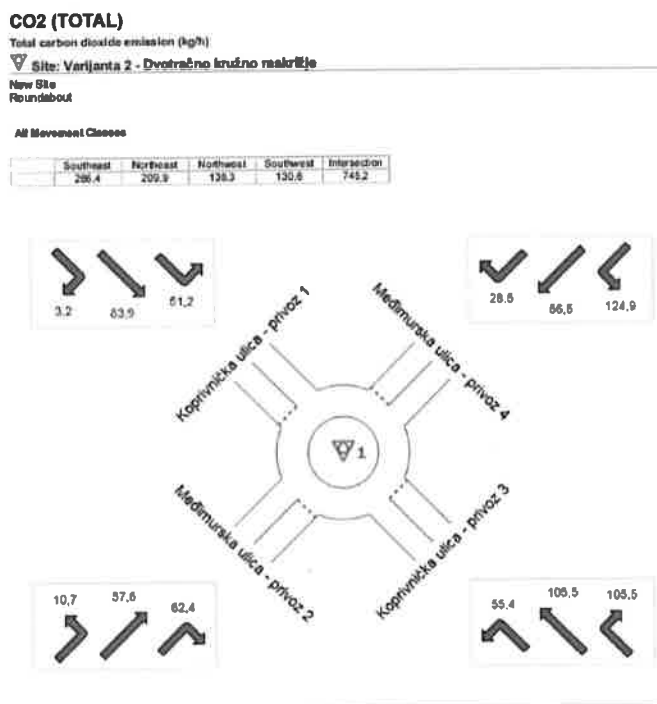 CO2 (TOTAL)
Total carbon dioxide emission (kg/h)
Site: Varijanta 2 - Dvotračno kružno raskrižje
New Site
Roundabout
All Movement Classes
Southeast Northeast Northwest Southwest Intersection
266.4 209.9 138.3 130.6 745.2
3,2 83,9 51,2
28.5 56,5 124,9
Koprivnička ulica - privoz 1
Međimurska ulica - privoz 4
1
Međimurska ulica - privoz 2
Koprivnička ulica - privoz 3
10,7 57,6 62,4
55.4 105,5 105,5